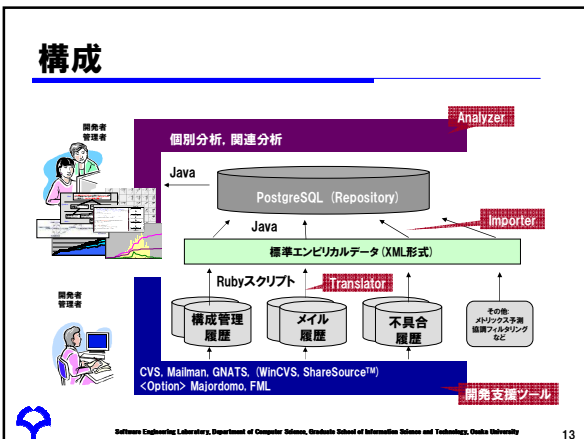 構成
Analyzer
開発者
管理者
個別分析, 関連分析
Java
PostgreSQL (Repository)
Importer
Java
標準エンピリカルデータ(XML形式)
Rubyスクリプト
Translator
開発者
管理者
構成管理
履歴
メイル
履歴
不具合
履歴
その他:
メトリックス予測
協調フィルタリング
など
CVS, Mailman, GNATS, (WinCVS, ShareSource™)
<Option> Majordomo, FML
開発支援ツール
Software Engineering Laboratory, Department of Computer Science, Graduate School of Information Science and Technology, Osaka University
13